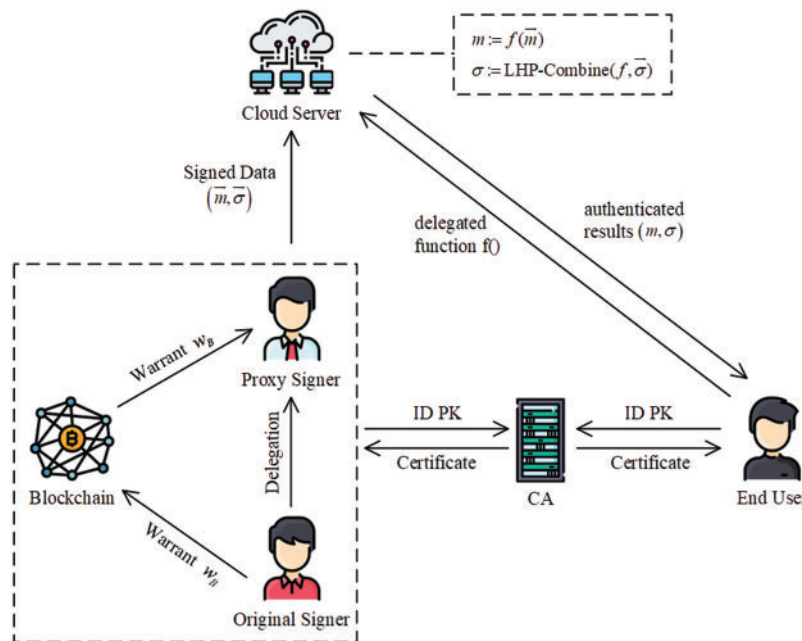 m := f(m⃗)
σ := LHP-Combine(f, σ⃗)
Cloud Server
Signed Data
(m⃗, σ⃗)
delegated
function f()
authenticated
results (m, σ)
Warrant w_B
Proxy Signer
ID PK
ID PK
B
Delegation
Certificate
Certificate
Blockchain
CA
End User
Warrant w_B
Original Signer